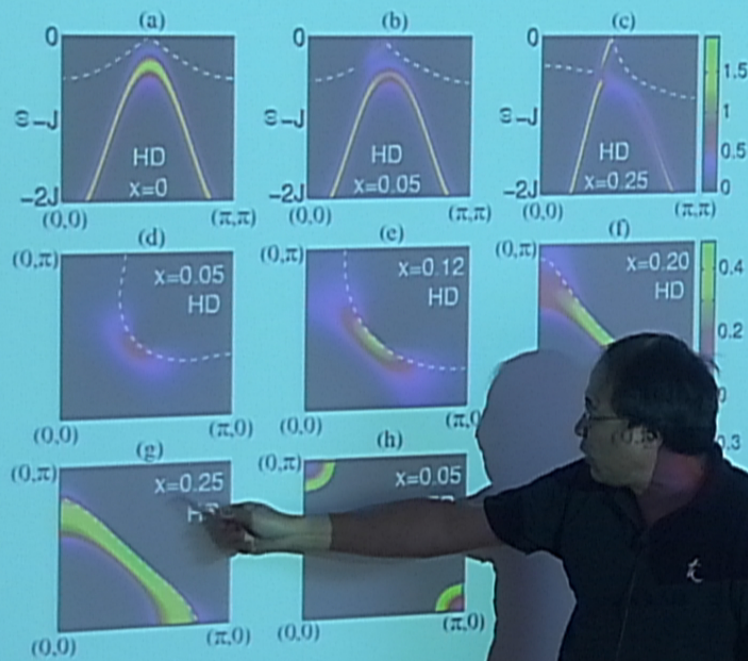 (a) (b) (c)
0 0 0 1.5
ω-J ω-J ω-J 1
HD HD HD 0.5
x=0 x=0.05 x=0.25 0
-2J -2J -2J
(0,0) (π,π) (0,0) (π,π) (0,0) (π,π)
(d) (e) (f)
(0,π) (0,π) (0,π)
x=0.05 x=0.12 x=0.20 0.4
HD HD HD
0.2
(0,0) (π,0) (0,0) (π,0
(g) (h)
(0,π) (0,π)
x=0.25 x=0.05
(0,0) (π,0) (0,0) (π,0)